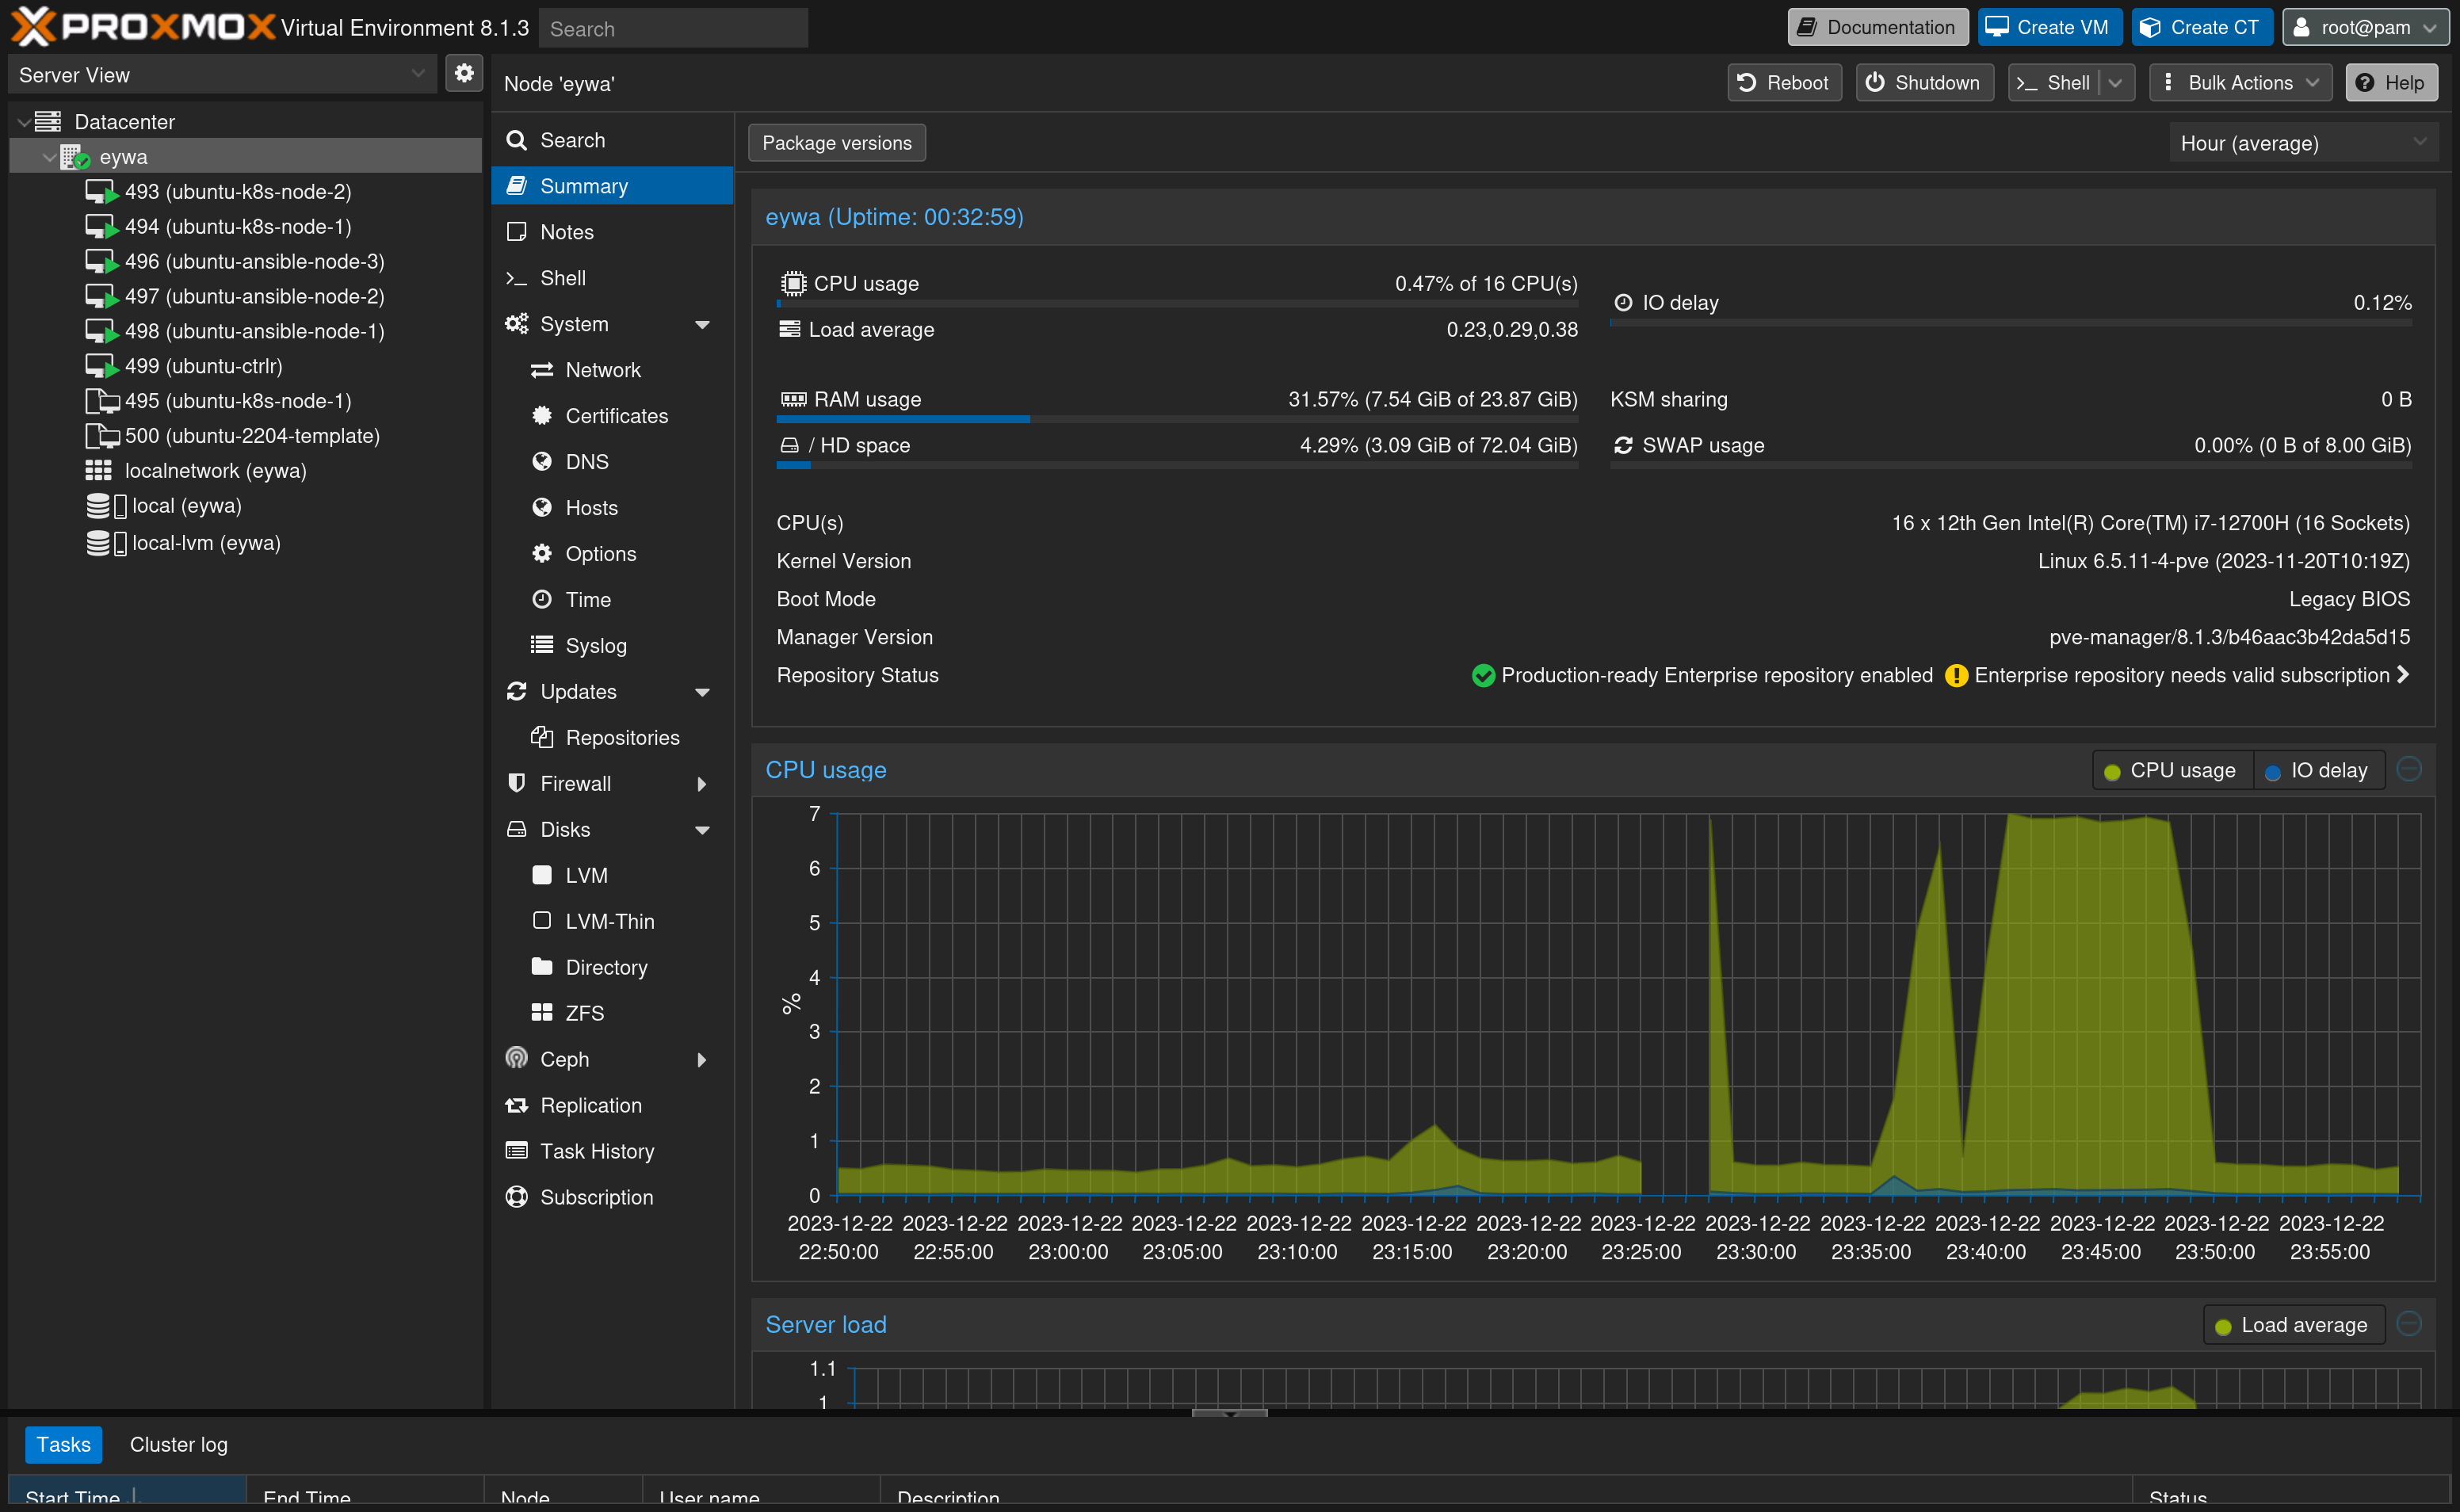 PROXMOX Virtual Environment 8.1.3 Search Documentation Create VM Create CT root@pam
Server View
Datacenter
eywa
493 (ubuntu-k8s-node-2)
494 (ubuntu-k8s-node-1)
496 (ubuntu-ansible-node-3)
497 (ubuntu-ansible-node-2)
498 (ubuntu-ansible-node-1)
499 (ubuntu-ctrlr)
495 (ubuntu-k8s-node-1)
500 (ubuntu-2204-template)
localnetwork (eywa)
local (eywa)
local-lvm (eywa)
Node 'eywa' Reboot Shutdown Shell Bulk Actions Help
Search
Summary
Notes
Shell
System
Network
Certificates
DNS
Hosts
Options
Time
Syslog
Updates
Repositories
Firewall
Disks
LVM
LVM-Thin
Directory
ZFS
Ceph
Replication
Task History
Subscription
Package versions Hour (average)
eywa (Uptime: 00:32:59)
CPU usage 0.47% of 16 CPU(s)
IO delay 0.12%
Load average 0.23,0.29,0.38
RAM usage 31.57% (7.54 GiB of 23.87 GiB) KSM sharing 0 B
/ HD space 4.29% (3.09 GiB of 72.04 GiB) SWAP usage 0.00% (0 B of 8.00 GiB)
CPU(s) 16 x 12th Gen Intel(R) Core(TM) i7-12700H (16 Sockets)
Kernel Version Linux 6.5.11-4-pve (2023-11-20T10:19Z)
Boot Mode Legacy BIOS
Manager Version pve-manager/8.1.3/b46aac3b42da5d15
Repository Status Production-ready Enterprise repository enabled Enterprise repository needs valid subscription
CPU usage CPU usage IO delay
7
6
5
4
%
3
2
1
0
2023-12-22 2023-12-22 2023-12-22 2023-12-22 2023-12-22 2023-12-22 2023-12-22 2023-12-22 2023-12-22 2023-12-22 2023-12-22 2023-12-22 2023-12-22 2023-12-22
22:50:00 22:55:00 23:00:00 23:05:00 23:10:00 23:15:00 23:20:00 23:25:00 23:30:00 23:35:00 23:40:00 23:45:00 23:50:00 23:55:00
Server load Load average
1.1
1
Tasks Cluster log
Start Time End Time Node User name Description Status